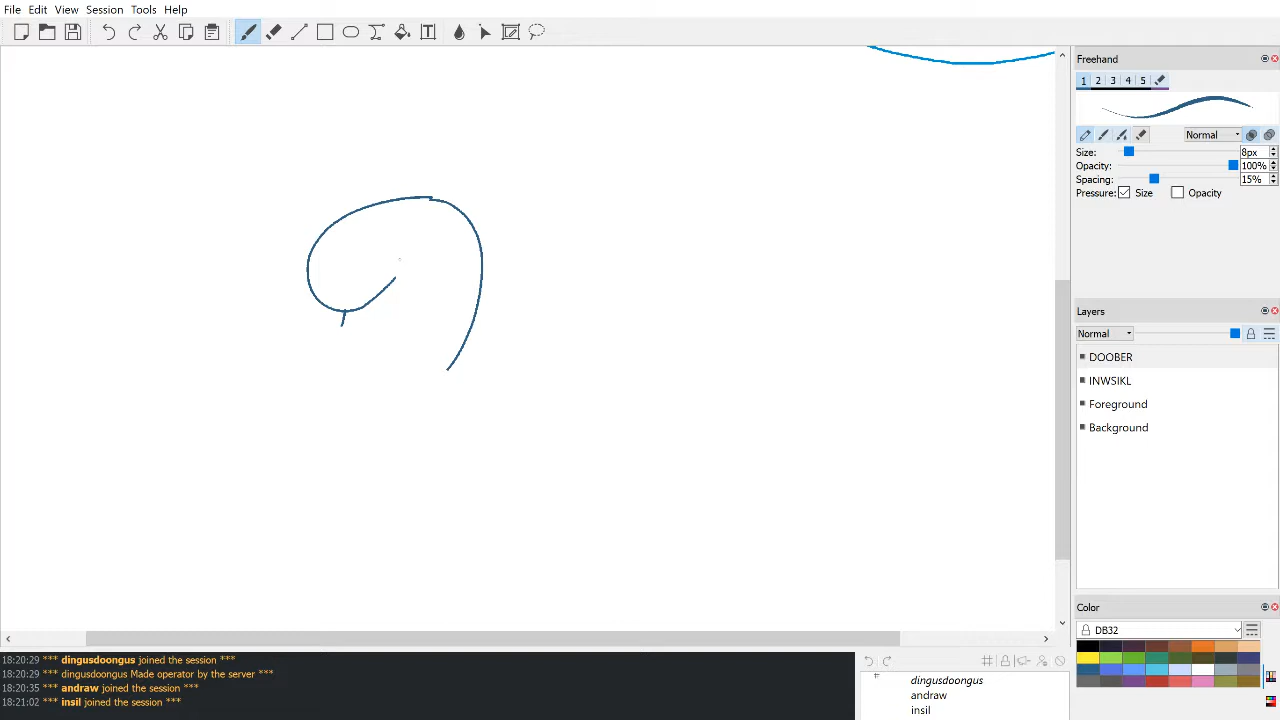 File Edit View Session Tools Help
Freehand
1 2 3 4 5
Normal
Size: 8px
Opacity: 100%
Spacing: 15%
Pressure: Size Opacity
Layers
Normal
DOOBER
INWSIKL
Foreground
Background
Color
DB32
18:20:29 *** dingusdoongus joined the session ***
18:20:29 *** dingusdoongus Made operator by the server ***
18:20:35 *** andraw joined the session ***
18:21:02 *** insil joined the session ***
dingusdoongus
andraw
insil